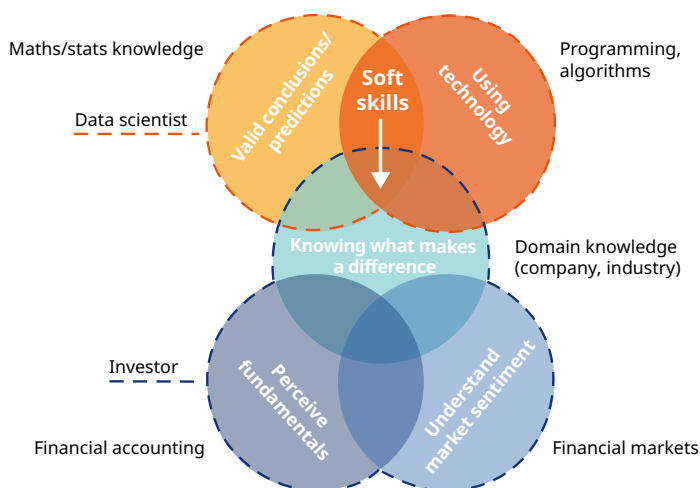 Maths/stats knowledge
Valid conclusions/
predictions
Soft
skills
Using
technology
Programming,
algorithms
Data scientist
Knowing what makes
a difference
Domain knowledge
(company, industry)
Investor
Perceive
fundamentals
Understand
market sentiment
Financial accounting
Financial markets